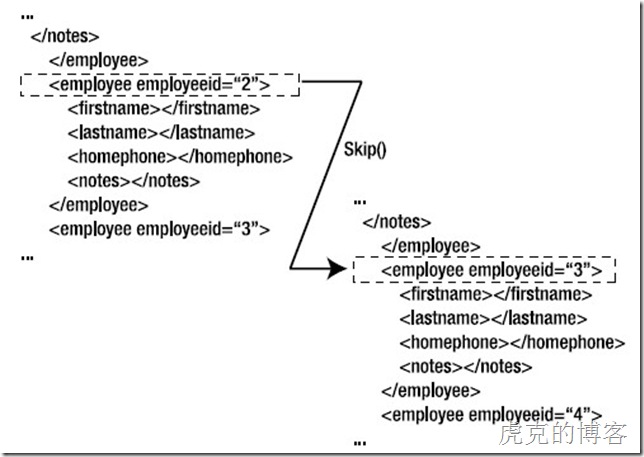 ...
</notes>
</employee>
<employee employeeid=“2”>
<firstname></firstname>
<lastname></lastname>
<homephone></homephone>
<notes></notes>
</employee>
<employee employeeid=“3”>
...
Skip()
...
</notes>
</employee>
<employee employeeid=“3”>
<firstname></firstname>
<lastname></lastname>
<homephone></homephone>
<notes></notes>
</employee>
<employee employeeid=“4”>
...
虎克的博客